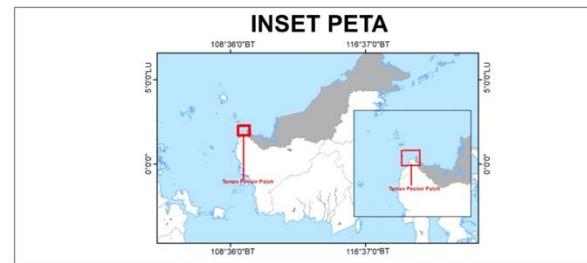 INSET PETA
108°36'0"BT
116°37'0"BT
5°0'0"LU
5°0'0"LU
0°0'0"
0°0'0"
Taman Pesisir Paloh
Taman Pesisir Paloh
108°36'0"BT
116°37'0"BT